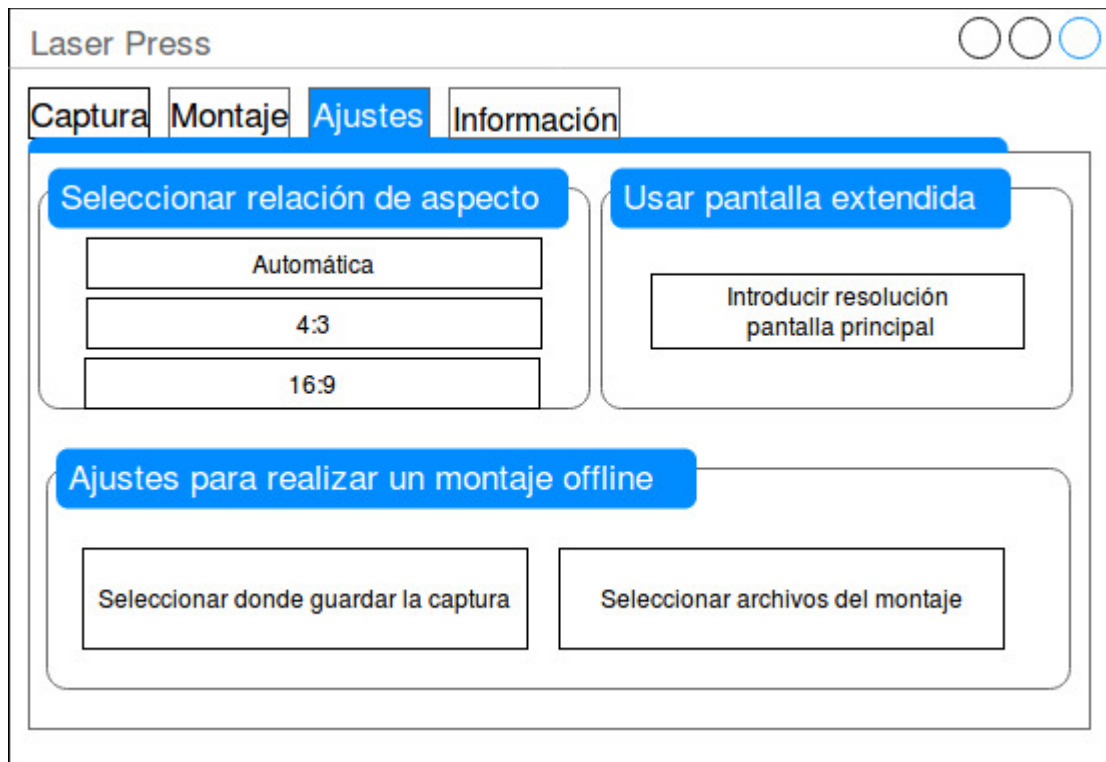 Laser Press
Captura Montaje Ajustes Información
Seleccionar relación de aspecto
Automática
4:3
16:9
Usar pantalla extendida
Introducir resolución
pantalla principal
Ajustes para realizar un montaje offline
Seleccionar donde guardar la captura
Seleccionar archivos del montaje